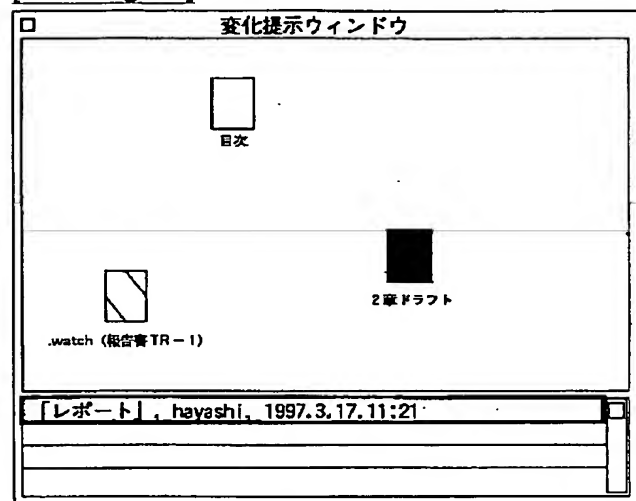 変化提示ウィンドウ
目次
2章ドラフト
.watch（報告書TR－1）
「レポート」, hayashi, 1997.3.17.11:21